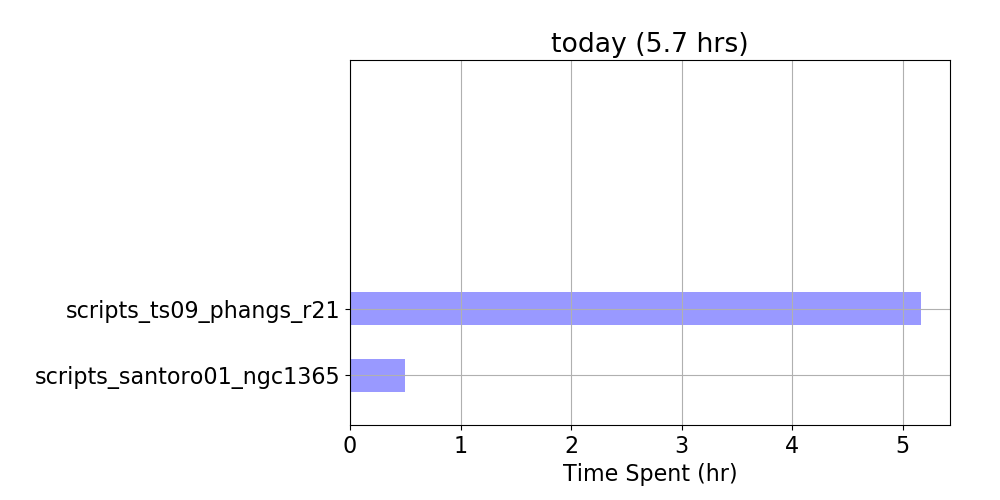 today (5.7 hrs)
scripts_ts09_phangs_r21
scripts_santoro01_ngc1365
0 1 2 3 4 5
Time Spent (hr)